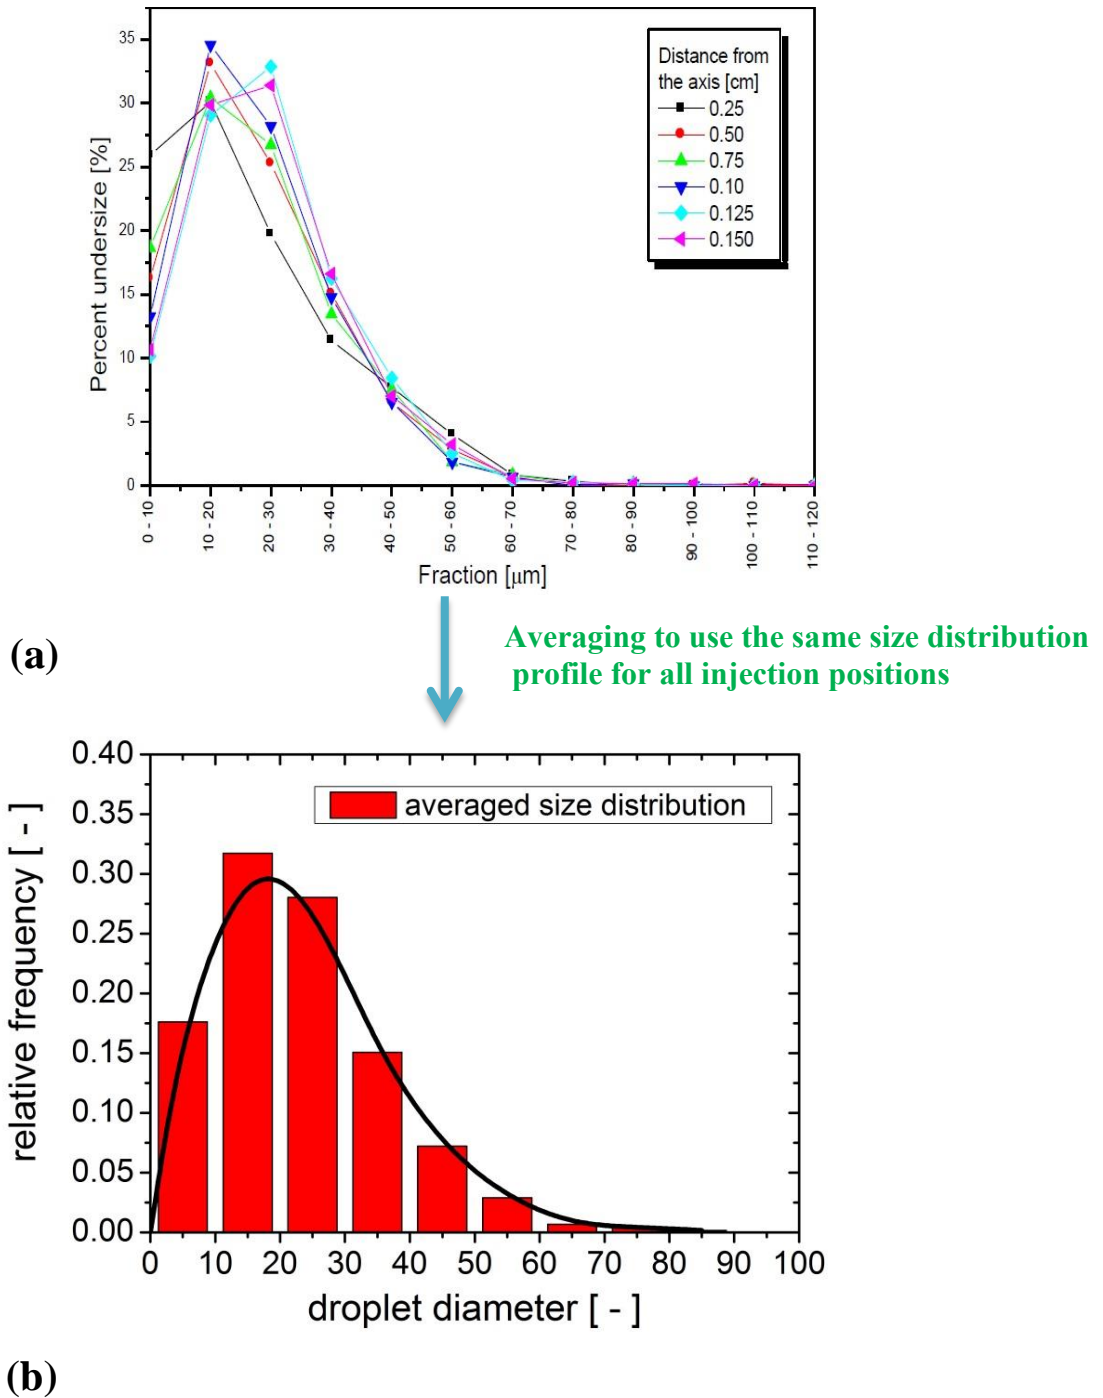 35
30
25
20
15
10
5
0
Percent undersize [%]
Distance from
the axis [cm]
0.25
0.50
0.75
0.10
0.125
0.150
0 - 10
10 - 20
20 - 30
30 - 40
40 - 50
50 - 60
60 - 70
70 - 80
80 - 90
90 - 100
100 - 110
110 - 120
Fraction [μm]
(a)
Averaging to use the same size distribution
profile for all injection positions
0.40
0.35
0.30
0.25
0.20
0.15
0.10
0.05
0.00
relative frequency [ - ]
averaged size distribution
0 10 20 30 40 50 60 70 80 90 100
droplet diameter [ - ]
(b)